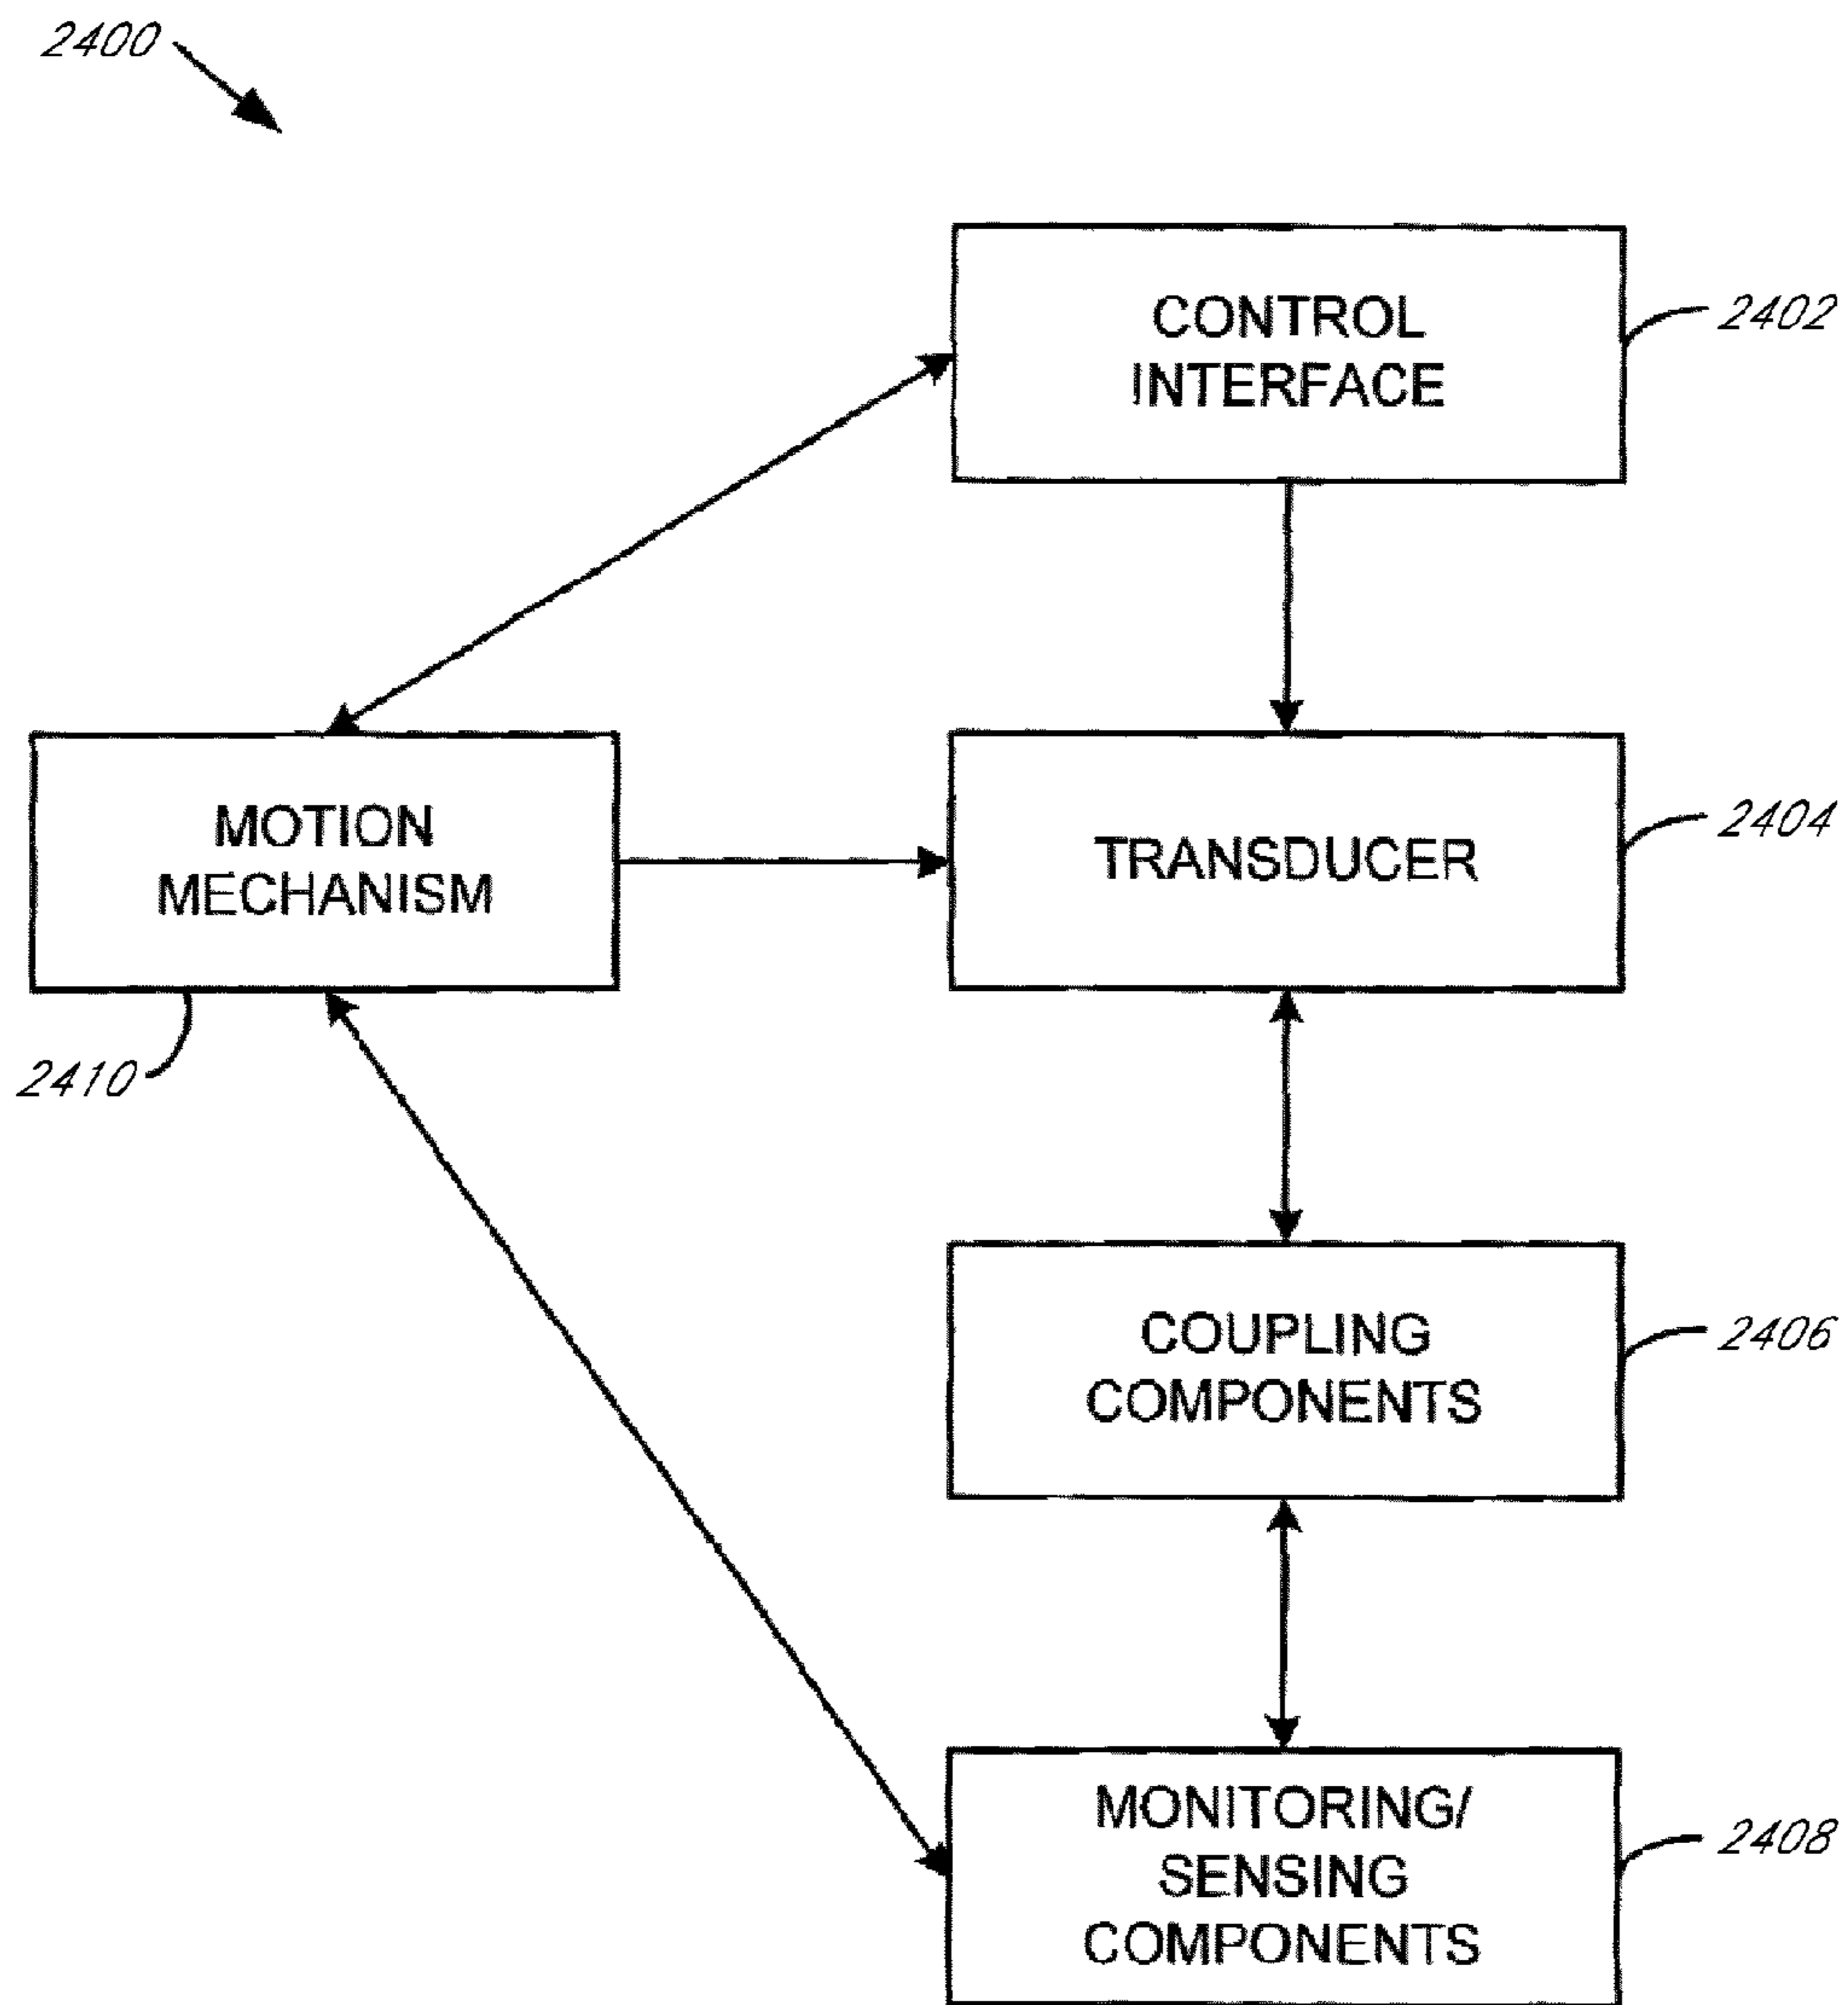 2400
CONTROL
INTERFACE
2402
MOTION
MECHANISM
2410
TRANSDUCER
2404
COUPLING
COMPONENTS
2406
MONITORING/
SENSING
COMPONENTS
2408